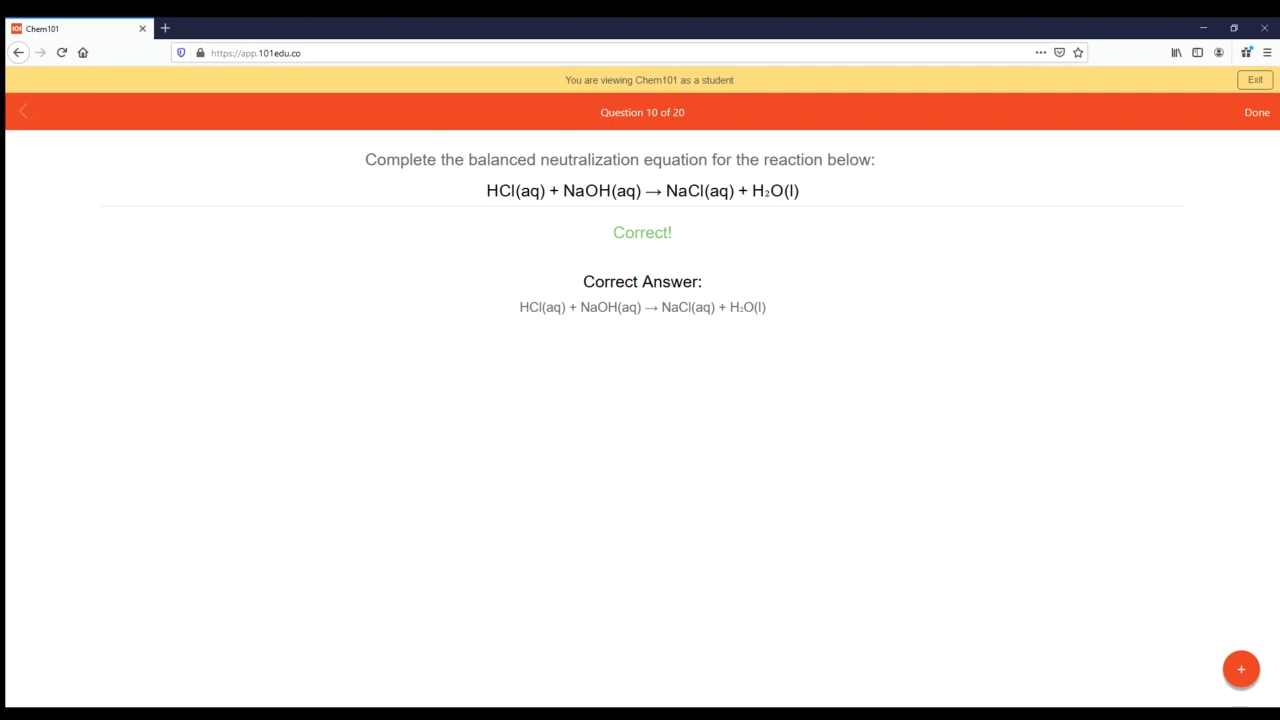 Chem101
https://app.101edu.co
You are viewing Chem101 as a student
Exit
Question 10 of 20
Done
Complete the balanced neutralization equation for the reaction below:
HCl(aq) + NaOH(aq) → NaCl(aq) + H₂O(l)
Correct!
Correct Answer:
HCl(aq) + NaOH(aq) → NaCl(aq) + H₂O(l)
+